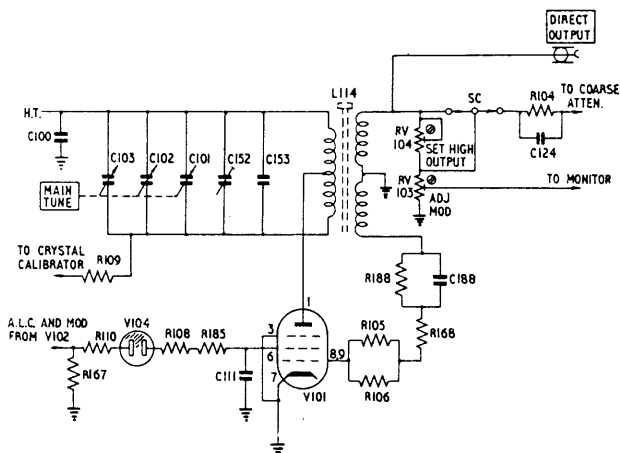 DIRECT
OUTPUT
L114
H.T.
C100
C103
C102
C101
C152
C153
MAIN
TUNE
RV
104
SET HIGH
OUTPUT
SC
R104
TO COARSE
ATTEN.
C124
RV
103
ADJ
MOD
TO MONITOR
TO CRYSTAL
CALIBRATOR
R109
R188
C188
R168
A.L.C. AND MOD
FROM V102
R110
V104
R108
R185
R167
C111
1
3
6
7
8,9
V101
R105
R106